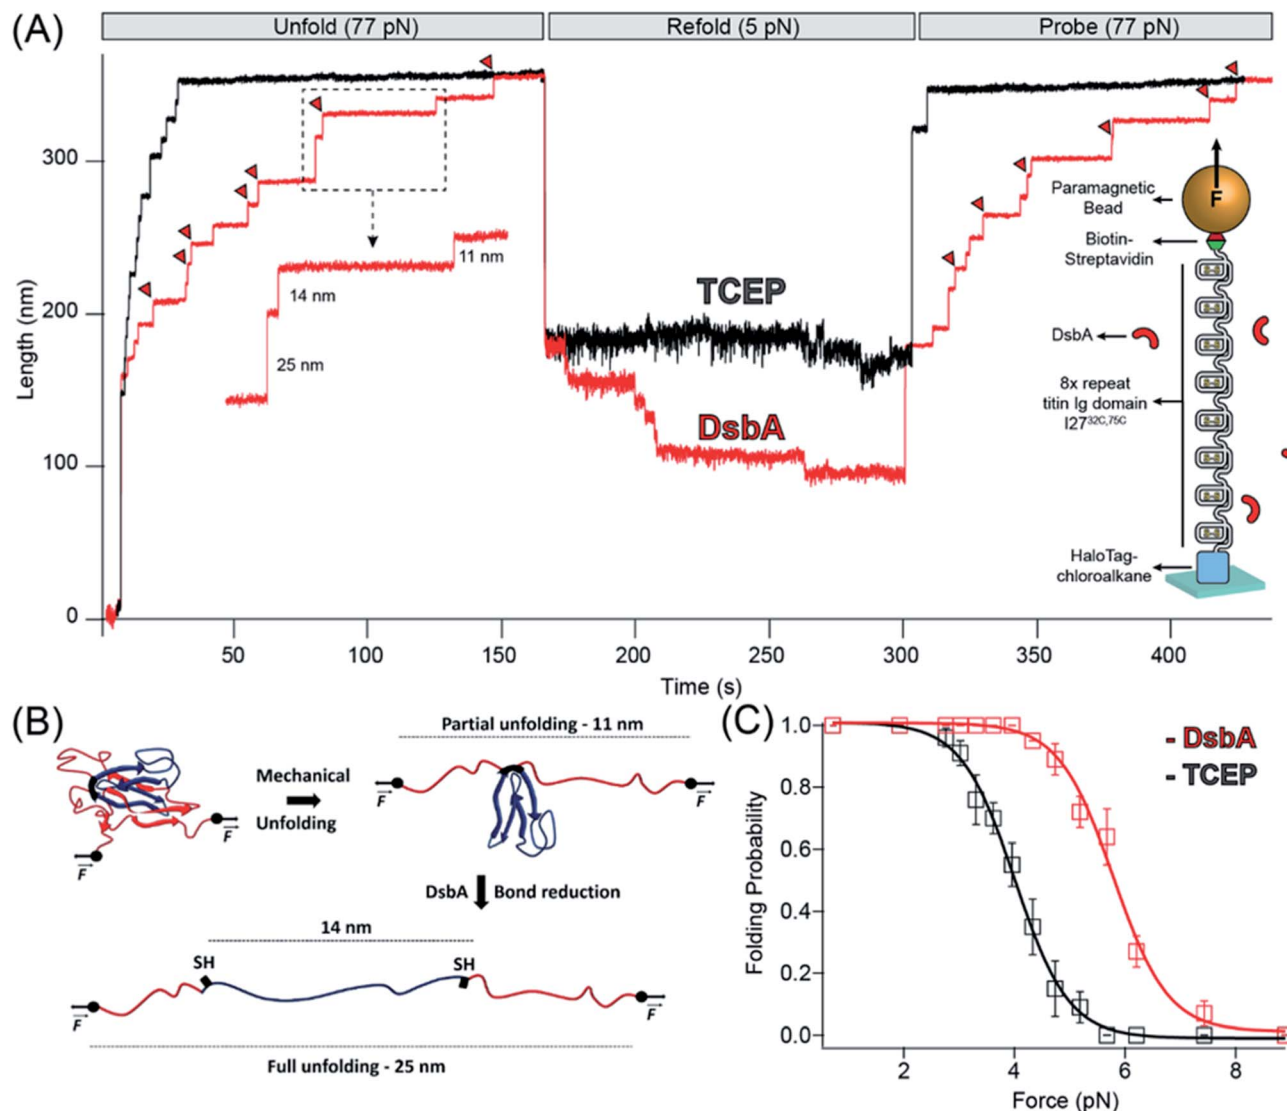 (A)
Unfold (77 pN)
Refold (5 pN)
Probe (77 pN)
Length (nm)
300
200
100
0
25 nm
14 nm
11 nm
TCEP
DsbA
F
Paramagnetic
Bead
Biotin-
Streptavidin
DsbA
8x repeat
titin Ig domain
I27³²ᶜ,⁷⁵ᶜ
HaloTag-
chloroalkane
50
100
150
200
250
300
350
400
Time (s)
(B)
Mechanical
Unfolding
Partial unfolding - 11 nm
F
F
F
F
DsbA
Bond reduction
14 nm
SH
SH
F
F
Full unfolding - 25 nm
(C)
- DsbA
- TCEP
Folding Probability
1.0
0.8
0.6
0.4
0.2
0.0
2
4
6
8
Force (pN)